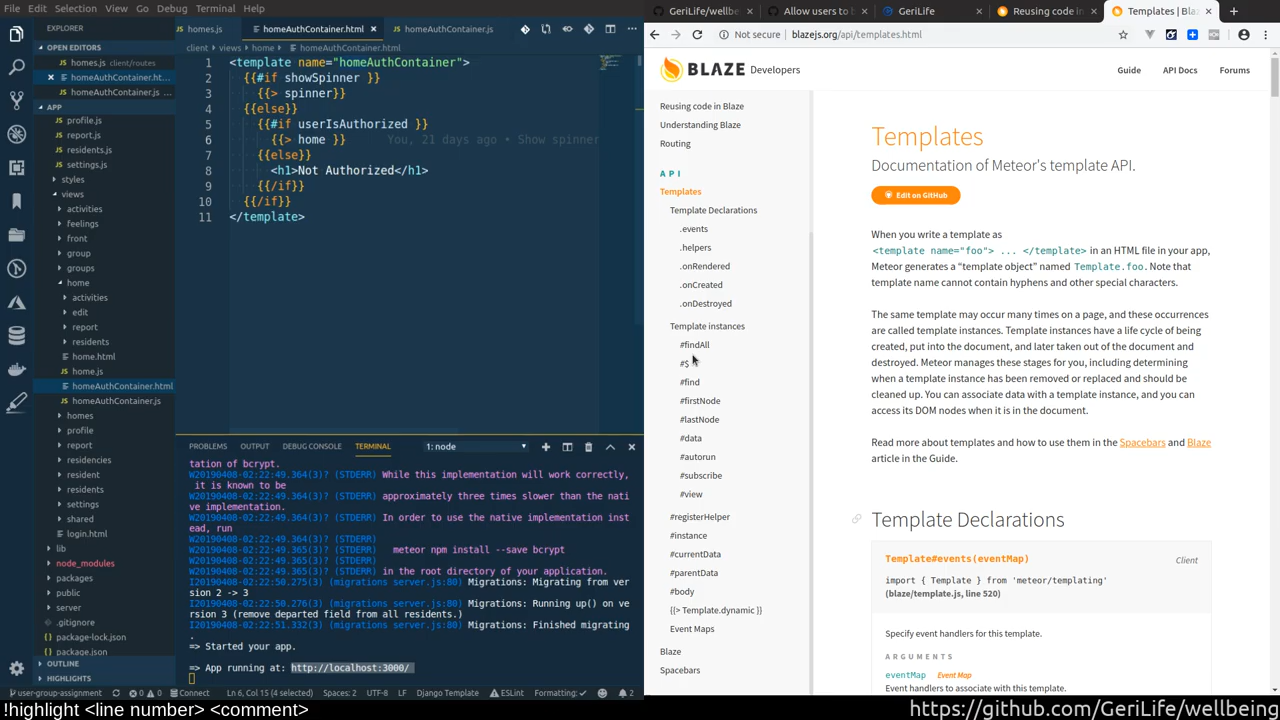 File Edit Selection View Go Debug Terminal Help
EXPLORER
OPEN EDITORS
homes.js client/routes
homeAuthContainer.ht...
homeAuthContainer.js ...
APP
profile.js
report.js
residents.js
settings.js
styles
views
activities
feelings
front
group
groups
home
activities
edit
report
residents
home.html
home.js
homeAuthContainer.html
homeAuthContainer.js
homes
profile
report
residencies
resident
residents
settings
shared
login.html
lib
node_modules
packages
public
server
.gitignore
package-lock.json
package.json
OUTLINE
HIGHLIGHTS
homes.js
homeAuthContainer.html
homeAuthContainer.js
client
views
home
homeAuthContainer.html
1 <template name="homeAuthContainer">
2 {{#if showSpinner }}
3 {{> spinner}}
4 {{else}}
5 {{#if userIsAuthorized }}
6 {{> home }} You, 21 days ago • Show spinner
7 {{else}}
8 <h1>Not Authorized</h1>
9 {{/if}}
10 {{/if}}
11 </template>
PROBLEMS OUTPUT DEBUG CONSOLE TERMINAL 1: node
tation of bcrypt.
W20190408-02:22:49.364(3)? (STDERR) While this implementation will work correctly,
it is known to be
W20190408-02:22:49.364(3)? (STDERR) approximately three times slower than the nati
ve implementation.
W20190408-02:22:49.364(3)? (STDERR) In order to use the native implementation inst
ead, run
W20190408-02:22:49.364(3)? (STDERR)
W20190408-02:22:49.365(3)? (STDERR) meteor npm install --save bcrypt
W20190408-02:22:49.365(3)? (STDERR)
W20190408-02:22:49.365(3)? (STDERR) in the root directory of your application.
I20190408-02:22:50.275(3) (migrations server.js:80) Migrations: Migrating from ver
sion 2 -> 3
I20190408-02:22:50.276(3) (migrations server.js:80) Migrations: Running up() on ve
rsion 3 (remove departed field from all residents.)
I20190408-02:22:51.332(3) (migrations server.js:80) Migrations: Finished migrating
.
=> Started your app.
=> App running at: http://localhost:3000/
user-group-assignment 0 0 Connect Ln 6, Col 15 (4 selected) Spaces: 2 UTF-8 LF Django Template ESLint Formatting: 2
GeriLife/wellbe
Allow users to b
GeriLife
Reusing code in
Templates | Blaz
Not secure | blazejs.org/api/templates.html
BLAZE Developers
Guide API Docs Forums
Reusing code in Blaze
Understanding Blaze
Routing
API
Templates
Template Declarations
.events
.helpers
.onRendered
.onCreated
.onDestroyed
Template instances
#findAll
#$
#find
#firstNode
#lastNode
#data
#autorun
#subscribe
#view
#registerHelper
#instance
#currentData
#parentData
#body
{{> Template.dynamic }}
Event Maps
Blaze
Spacebars
Templates
Documentation of Meteor's template API.
Edit on GitHub
When you write a template as
<template name="foo"> ... </template> in an HTML file in your app,
Meteor generates a “template object” named Template.foo. Note that
template name cannot contain hyphens and other special characters.
The same template may occur many times on a page, and these occurrences
are called template instances. Template instances have a life cycle of being
created, put into the document, and later taken out of the document and
destroyed. Meteor manages these stages for you, including determining
when a template instance has been removed or replaced and should be
cleaned up. You can associate data with a template instance, and you can
access its DOM nodes when it is in the document.
Read more about templates and how to use them in the Spacebars and Blaze
article in the Guide.
Template Declarations
Template#events(eventMap) Client
import { Template } from 'meteor/templating'
(blaze/template.js, line 520)
Specify event handlers for this template.
ARGUMENTS
eventMap Event Map
Event handlers to associate with this template.
!highlight <line number> <comment>
https://github.com/GeriLife/wellbeing